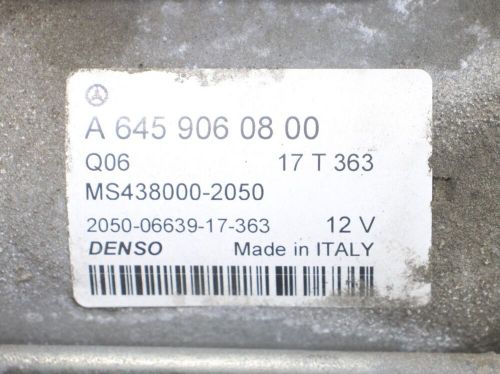 A 645 906 08 00
Q06 17 T 363
MS438000-2050
2050-06639-17-363 12 V
DENSO Made in ITALY